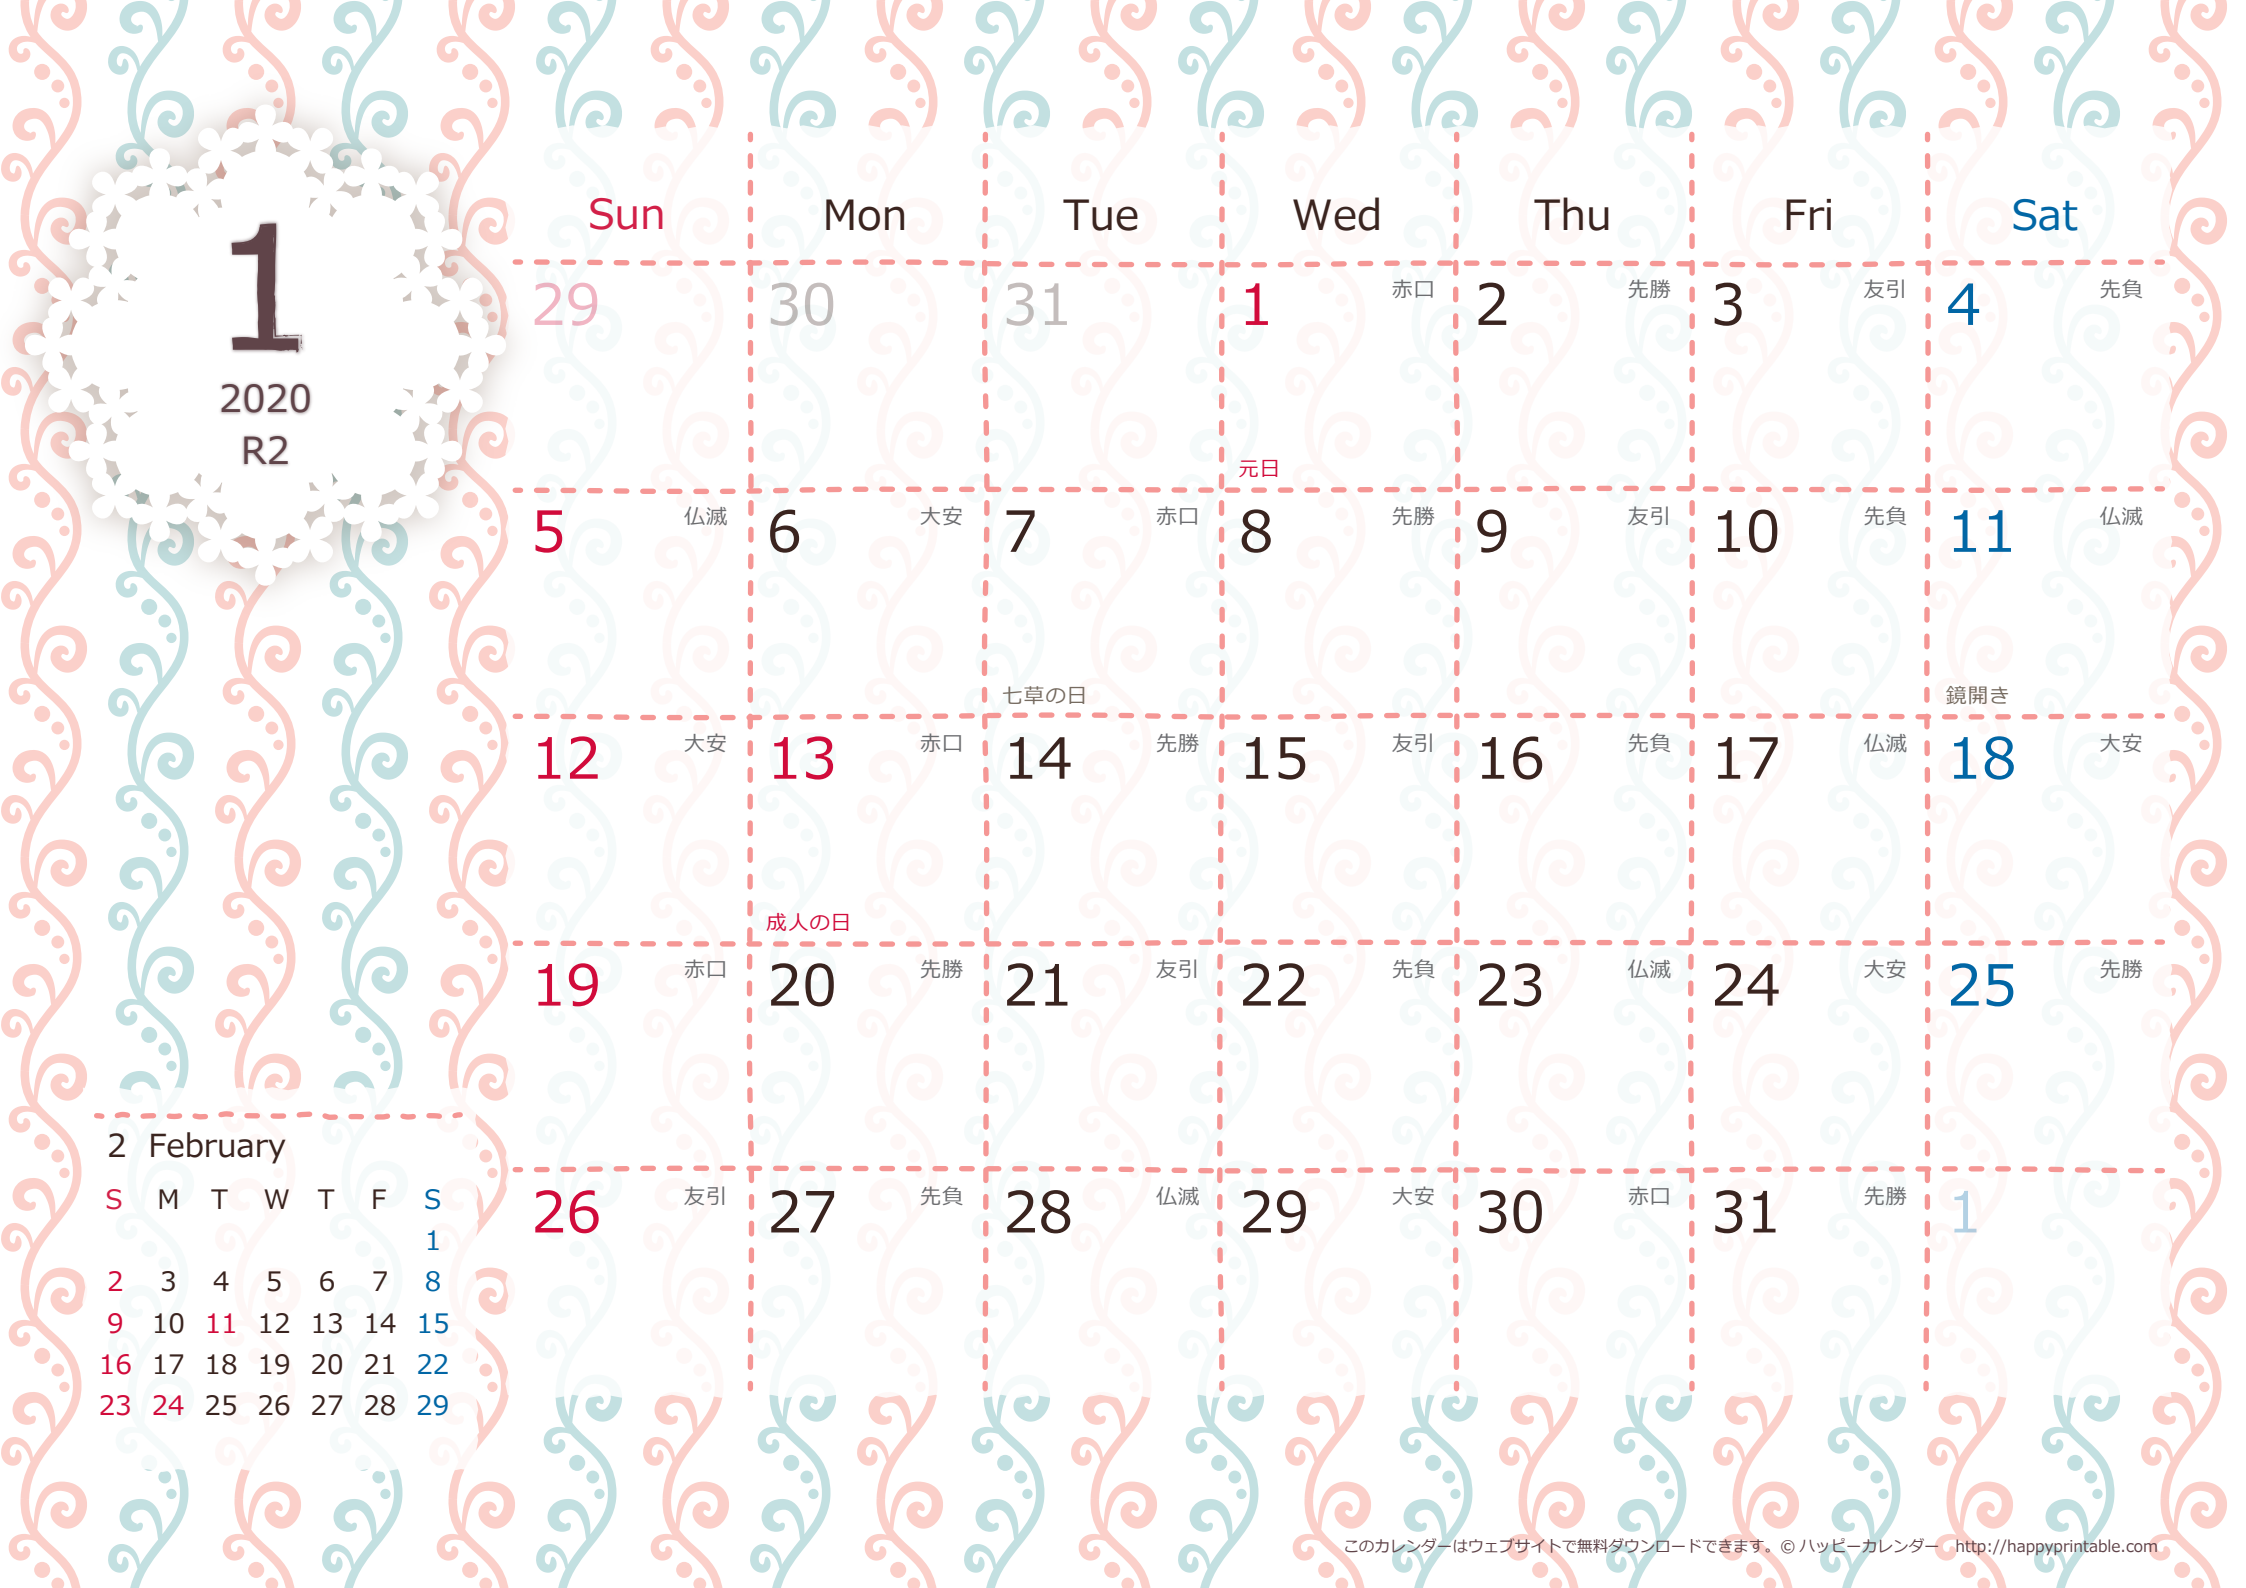 1
2020
R2
Sun Mon Tue Wed Thu Fri Sat
29 30 31 1 赤口 2 先勝 3 友引 4 先負
元日
5 仏滅 6 大安 7 赤口 8 先勝 9 友引 10 先負 11 仏滅
七草の日 鏡開き
12 大安 13 赤口 14 先勝 15 友引 16 先負 17 仏滅 18 大安
成人の日
19 赤口 20 先勝 21 友引 22 先負 23 仏滅 24 大安 25 先勝
26 友引 27 先負 28 仏滅 29 大安 30 赤口 31 先勝 1
2 February
S M T W T F S
1
2 3 4 5 6 7 8
9 10 11 12 13 14 15
16 17 18 19 20 21 22
23 24 25 26 27 28 29
このカレンダーはウェブサイトで無料ダウンロードできます。© ハッピーカレンダー http://happyprintable.com